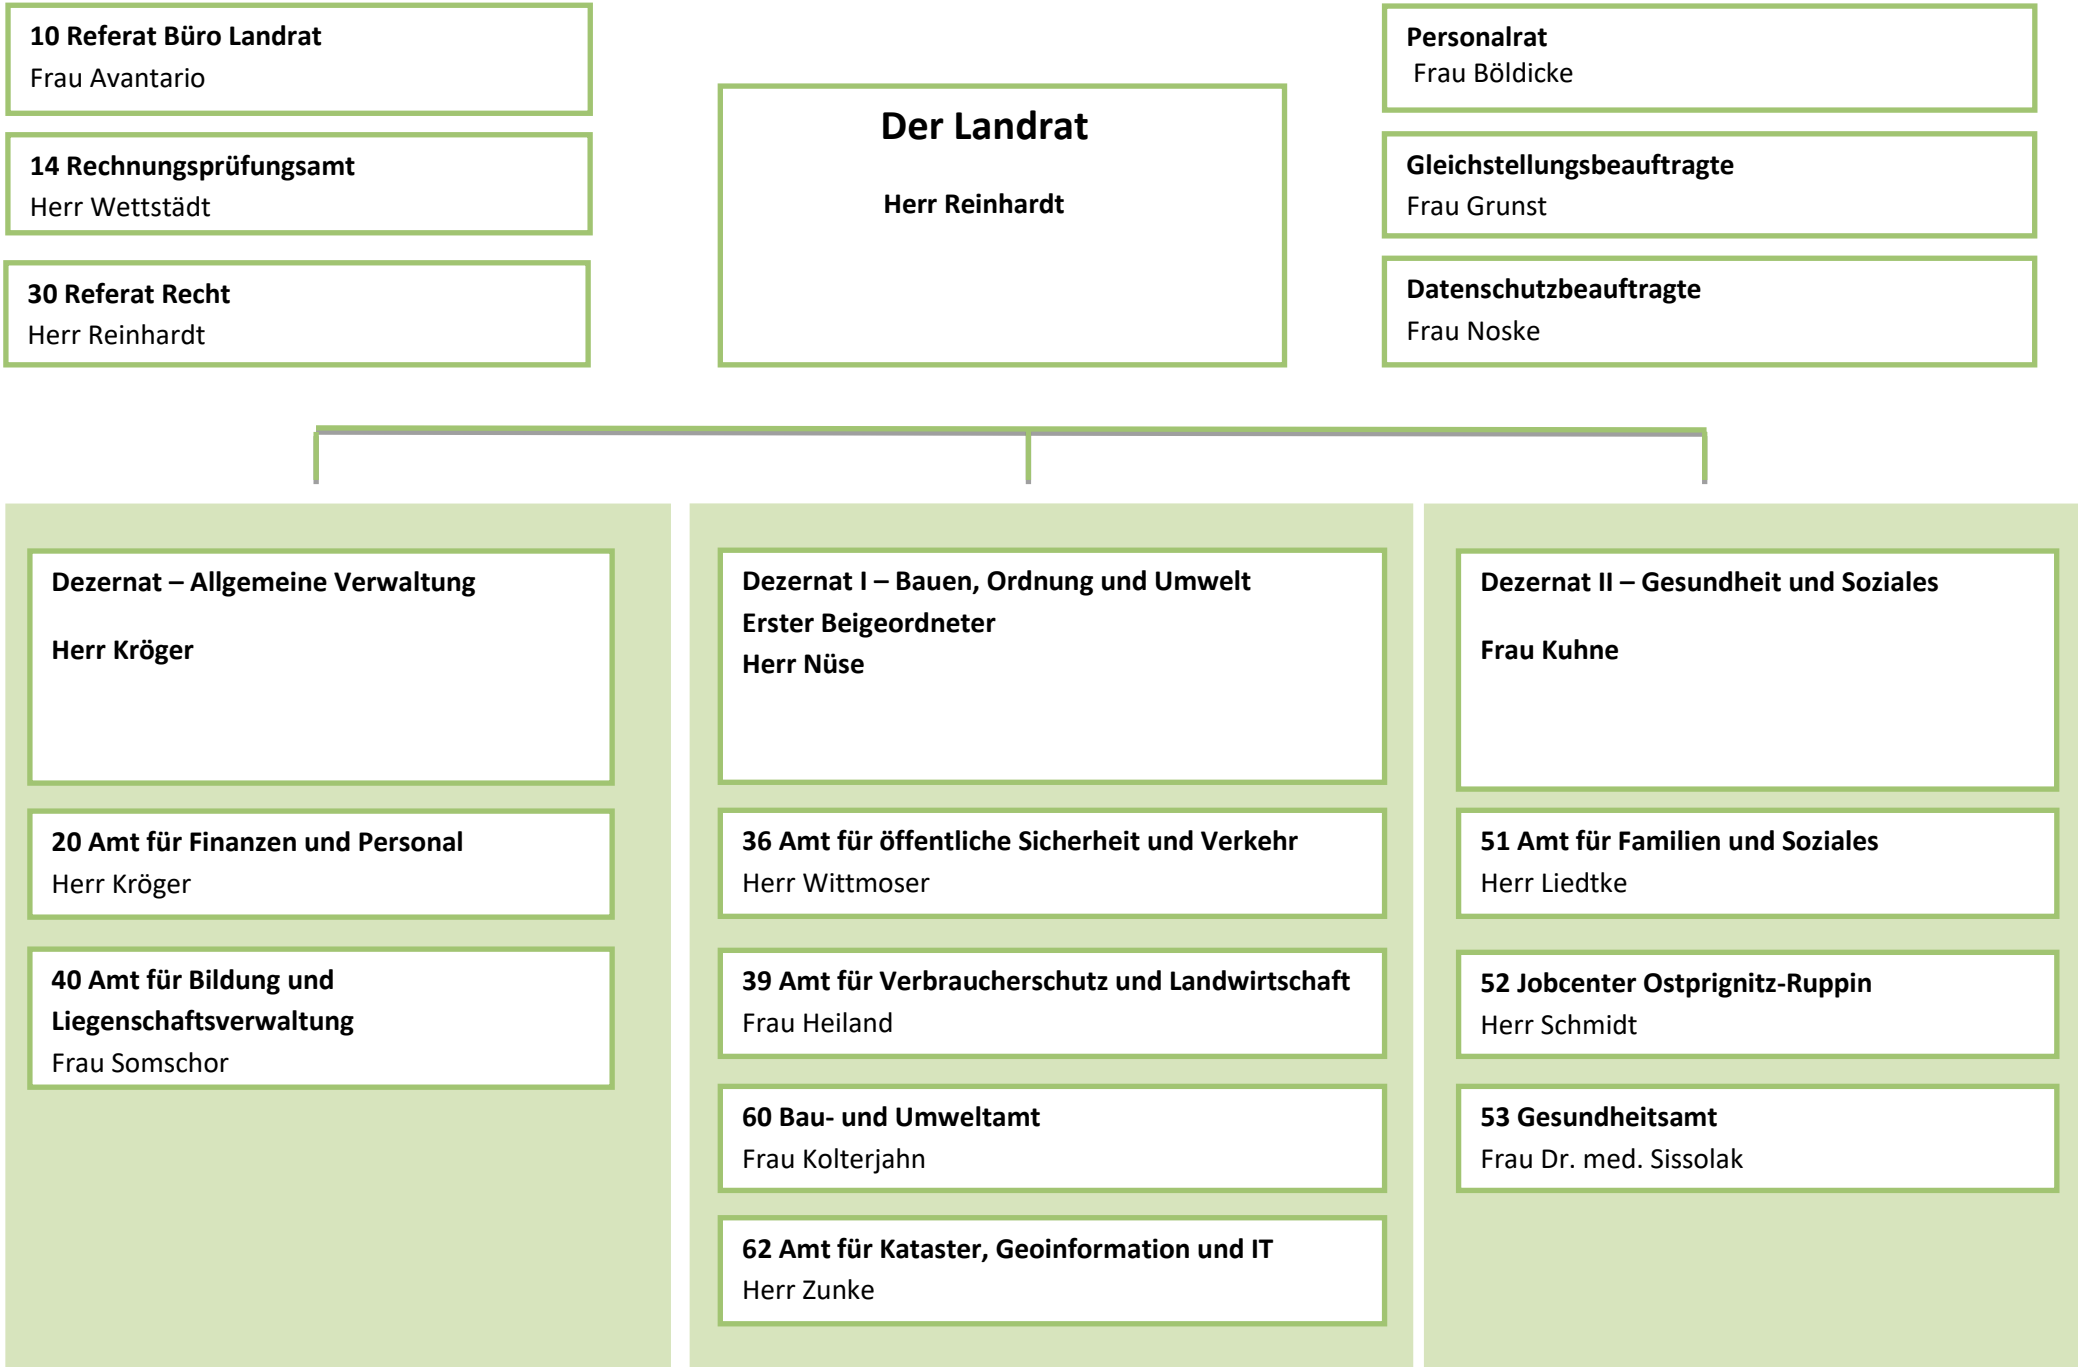 10 Referat Büro Landrat
Frau Avantario
14 Rechnungsprüfungsamt
Herr Wettstädt
30 Referat Recht
Herr Reinhardt
Der Landrat
Herr Reinhardt
Personalrat
Frau Böldicke
Gleichstellungsbeauftragte
Frau Grunst
Datenschutzbeauftragte
Frau Noske
Dezernat – Allgemeine Verwaltung
Herr Kröger
20 Amt für Finanzen und Personal
Herr Kröger
40 Amt für Bildung und
Liegenschaftsverwaltung
Frau Somschor
Dezernat I – Bauen, Ordnung und Umwelt
Erster Beigeordneter
Herr Nüse
36 Amt für öffentliche Sicherheit und Verkehr
Herr Wittmoser
39 Amt für Verbraucherschutz und Landwirtschaft
Frau Heiland
60 Bau- und Umweltamt
Frau Kolterjahn
62 Amt für Kataster, Geoinformation und IT
Herr Zunke
Dezernat II – Gesundheit und Soziales
Frau Kuhne
51 Amt für Familien und Soziales
Herr Liedtke
52 Jobcenter Ostprignitz-Ruppin
Herr Schmidt
53 Gesundheitsamt
Frau Dr. med. Sissolak